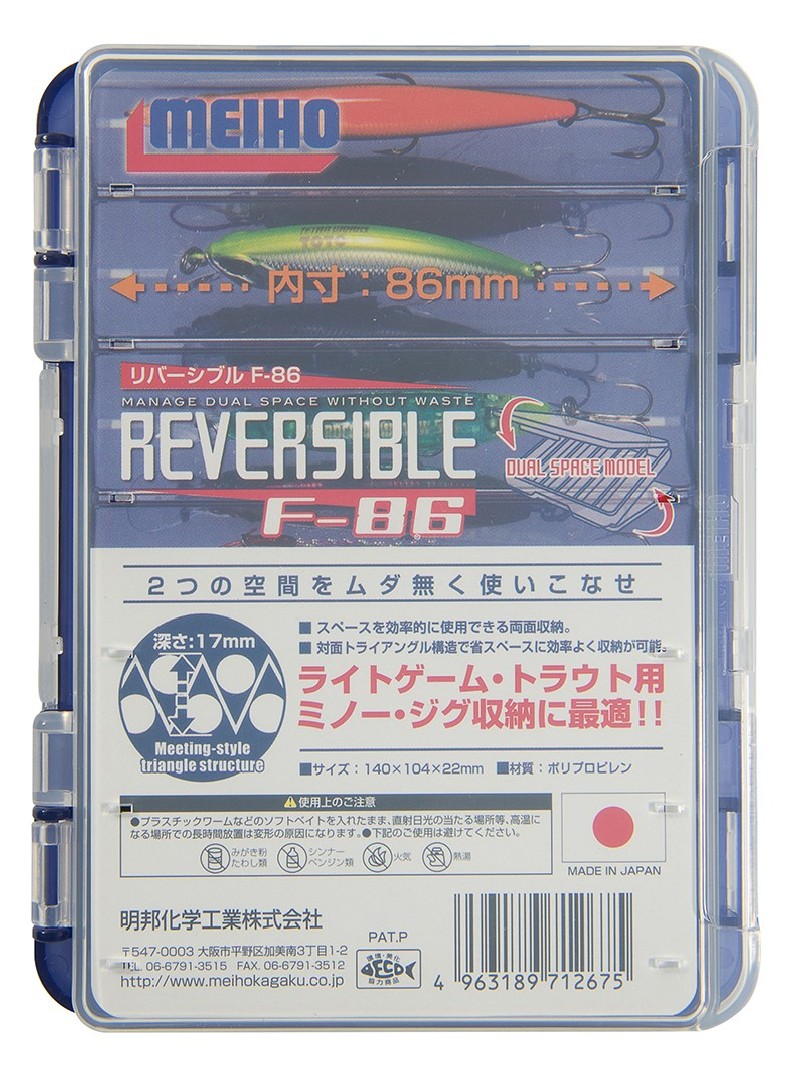 MEIHO
内寸：86mm
リバーシブル F-86
MANAGE DUAL SPACE WITHOUT WASTE
REVERSIBLE
DUAL SPACE MODEL
F-86
2つの空間をムダ無く使いこなせ
深さ:17mm
Meeting-style
triangle structure
■スペースを効率的に使用できる両面収納。
■対面トライアングル構造で省スペースに効率よく収納が可能。
ライトゲーム・トラウト用
ミノー・ジグ収納に最適!!
■サイズ：140×104×22mm ■材質：ポリプロピレン
使用上のご注意
●プラスチックワームなどのソフトベイトを入れたまま、直射日光の当たる場所等、高温に
なる場所での長時間放置は変形の原因になります。●下記のご使用は避けてください。
みがき粉
たわし類
シンナー
ベンジン類
火気
熱湯
MADE IN JAPAN
明邦化学工業株式会社
〒547-0003 大阪市平野区加美南3丁目1-2
TEL. 06-6791-3515 FAX. 06-6791-3512
http://www.meihokagaku.co.jp
PAT.P
環境・美化
ECO
協力商品
4 963189 712675